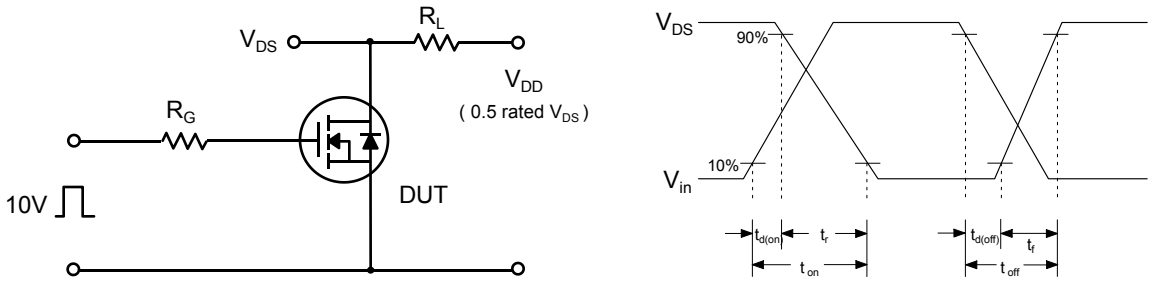 V_DS
R_L
V_DD
( 0.5 rated V_DS )
R_G
10V
DUT
V_DS
90%
10%
V_in
t_d(on)
t_r
t_on
t_d(off)
t_f
t_off